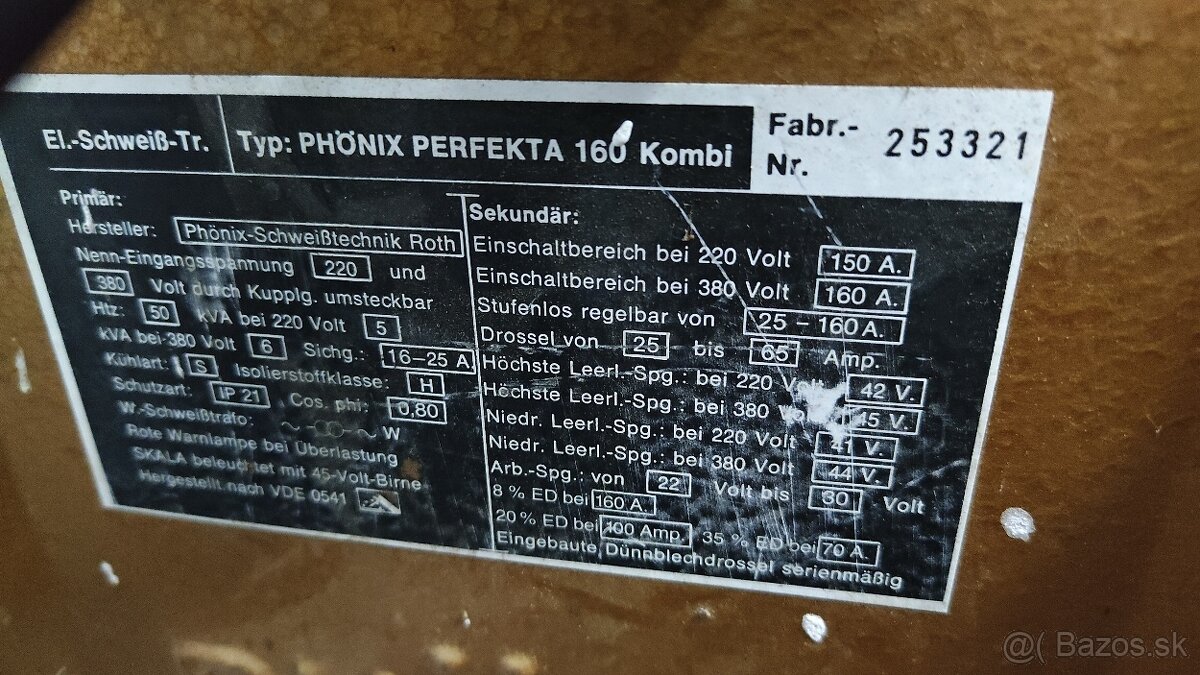 El.-Schweiß-Tr.
Typ: PHÖNIX PERFEKTA 160 Kombi
Fabr.-
Nr.
253321
Primär:
Hersteller: Phönix-Schweißtechnik Roth
Nenn-Eingangsspannung 220 und
380 Volt durch Kupplg. umsteckbar
Htz: 50 kVA bei 220 Volt 5
kVA bei 380 Volt 6 Sichg.: 16-25 A.
Kühlart: S Isolierstoffklasse: H
Schutzart: IP 21 Cos. phi: 0,80
W.-Schweißtrafo: W
Rote Warnlampe bei Überlastung
SKALA beleuchtet mit 45-Volt-Birne
Hergestellt nach VDE 0541
Sekundär:
Einschaltbereich bei 220 Volt 150 A.
Einschaltbereich bei 380 Volt 160 A.
Stufenlos regelbar von 25 - 160 A.
Drossel von 25 bis 65 Amp.
Höchste Leerl.-Spg.: bei 220 Volt 42 V.
Höchste Leerl.-Spg.: bei 380 Volt 45 V.
Niedr. Leerl.-Spg.: bei 220 Volt 41 V.
Niedr. Leerl.-Spg.: bei 380 Volt 44 V.
Arb.-Spg.: von 22 Volt bis 30 Volt
8 % ED bei 160 A.
20 % ED bei 100 Amp. 35 % ED bei 70 A.
Eingebaute Dünnblechdrossel serienmäßig
@( Bazos.sk